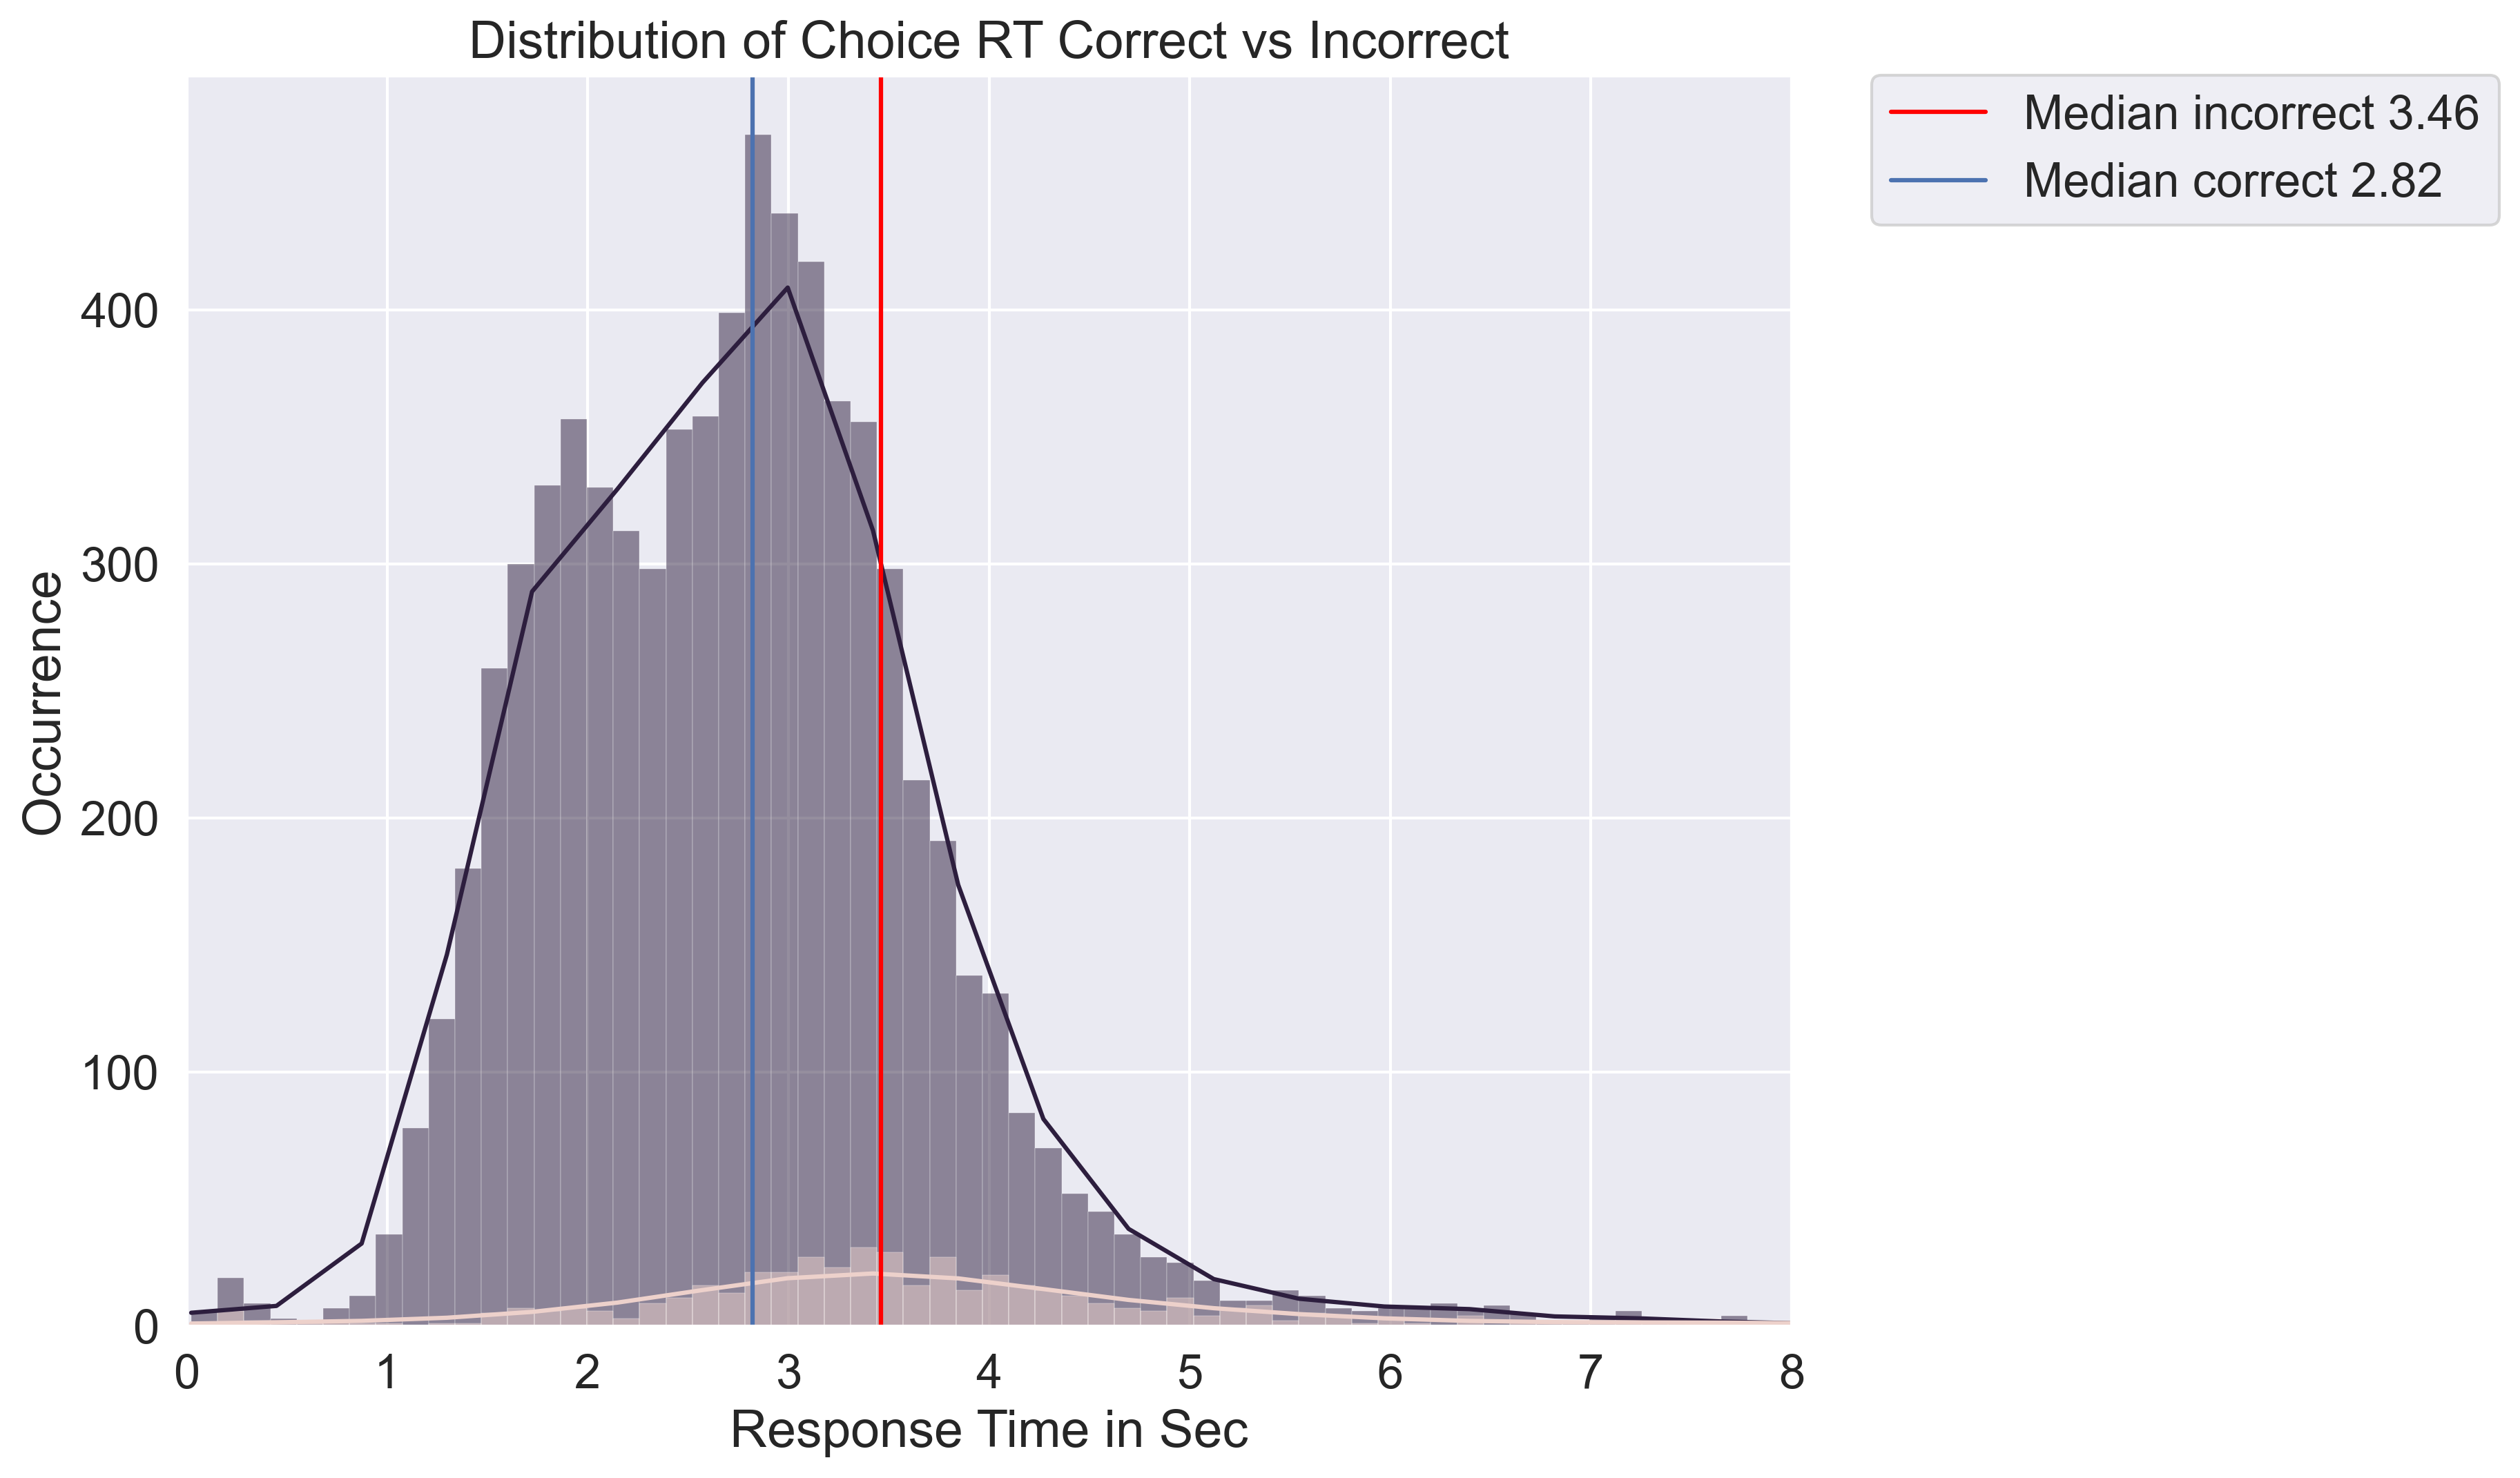 Distribution of Choice RT Correct vs Incorrect
Median incorrect 3.46
Median correct 2.82
Occurrence
400
300
200
100
0
0 1 2 3 4 5 6 7 8
Response Time in Sec